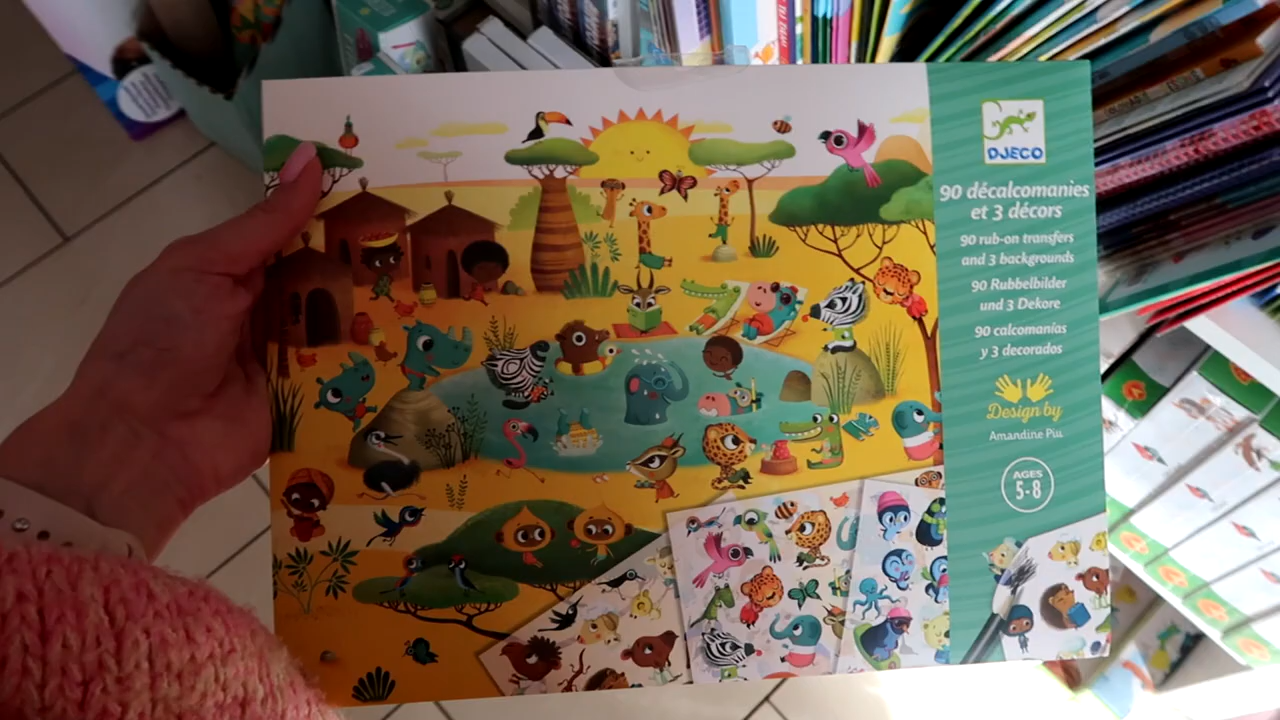 DJECO
90 décalcomanies
et 3 décors
90 rub-on transfers
and 3 backgrounds
90 Rubbelbilder
und 3 Dekore
90 calcomanías
y 3 decorados
Design by
Amandine Piu
AGES
5-8